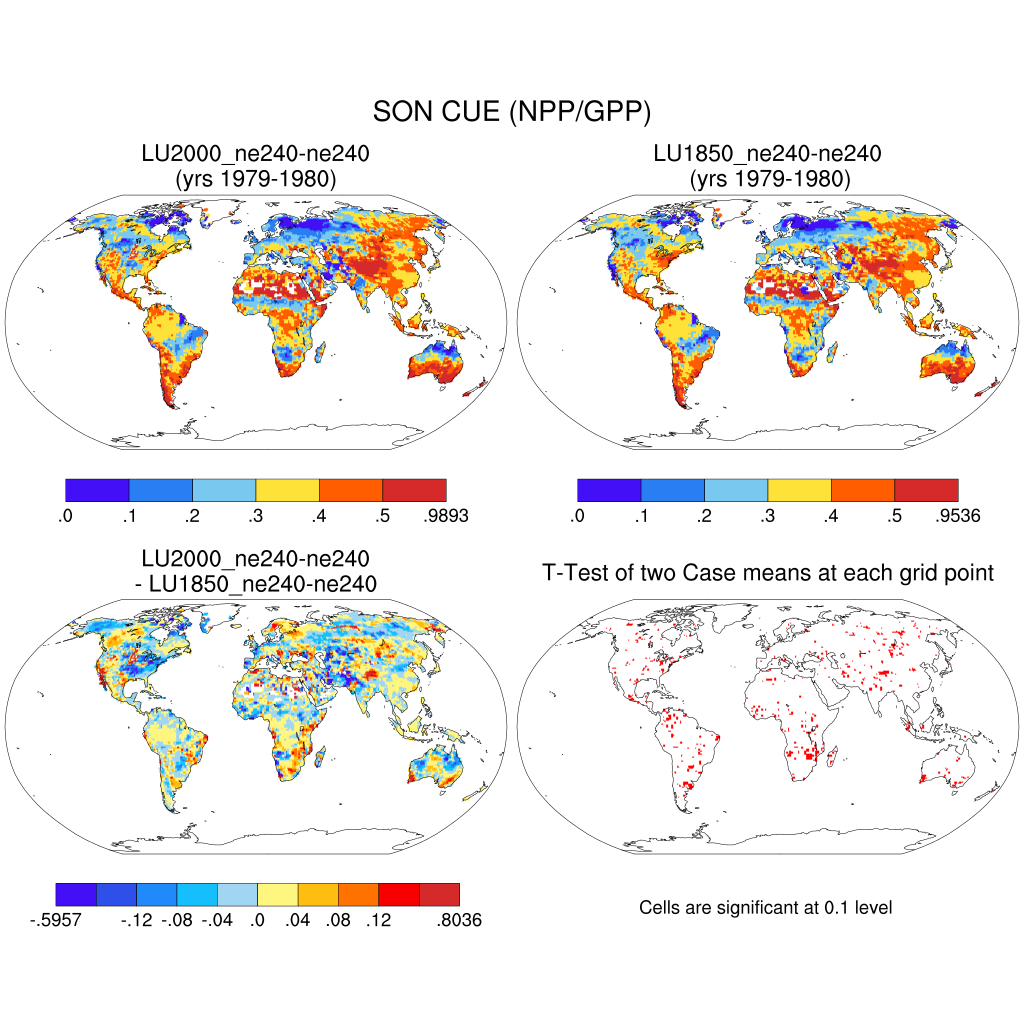 SON CUE (NPP/GPP)
LU2000_ne240-ne240
(yrs 1979-1980)
LU1850_ne240-ne240
(yrs 1979-1980)
.0 .1 .2 .3 .4 .5 .9893
.0 .1 .2 .3 .4 .5 .9536
LU2000_ne240-ne240
- LU1850_ne240-ne240
T-Test of two Case means at each grid point
-.5957 -.12 -.08 -.04 .0 .04 .08 .12 .8036
Cells are significant at 0.1 level